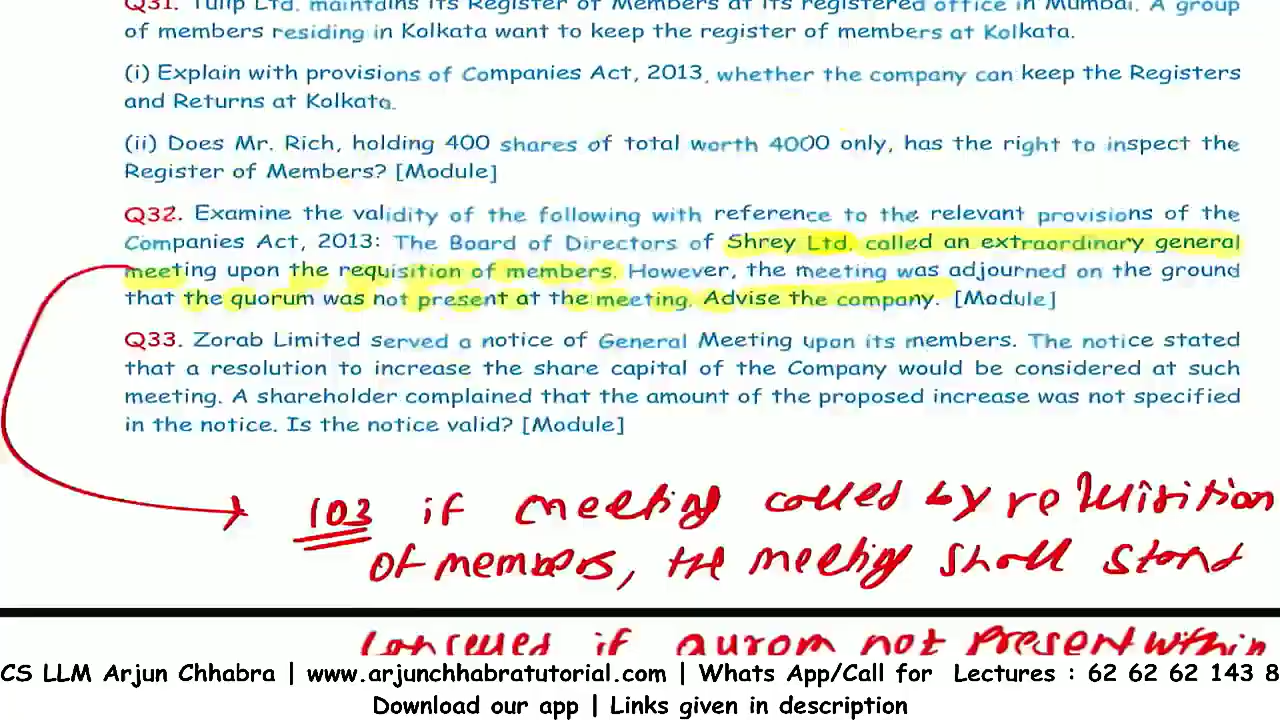 Q31. Tulip Ltd. maintains its Register of Members at its registered office in Mumbai. A group
of members residing in Kolkata want to keep the register of members at Kolkata.
(i) Explain with provisions of Companies Act, 2013, whether the company can keep the Registers
and Returns at Kolkata.
(ii) Does Mr. Rich, holding 400 shares of total worth 4000 only, has the right to inspect the
Register of Members? [Module]
Q32. Examine the validity of the following with reference to the relevant provisions of the
Companies Act, 2013: The Board of Directors of Shrey Ltd. called an extraordinary general
meeting upon the requisition of members. However, the meeting was adjourned on the ground
that the quorum was not present at the meeting. Advise the company. [Module]
Q33. Zorab Limited served a notice of General Meeting upon its members. The notice stated
that a resolution to increase the share capital of the Company would be considered at such
meeting. A shareholder complained that the amount of the proposed increase was not specified
in the notice. Is the notice valid? [Module]
103 if meeting called by requisition
of members, the meeting shall stand
cancelled if qurom not present within
CS LLM Arjun Chhabra | www.arjunchhabratutorial.com | Whats App/Call for Lectures : 62 62 62 143 8
Download our app | Links given in description